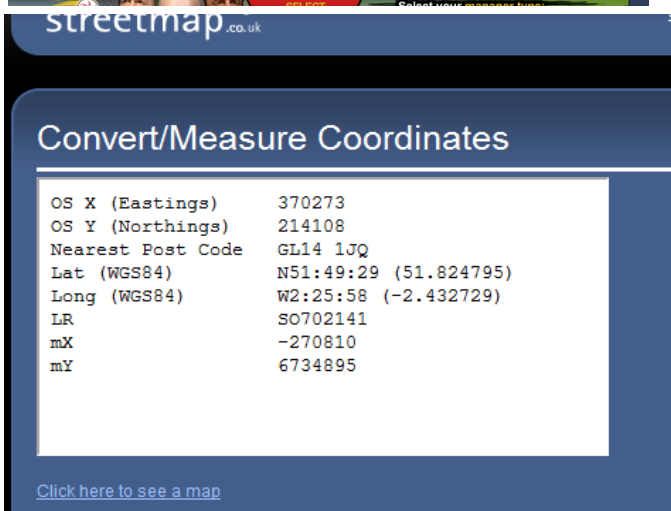 SELECT
Select your manager type:
streetmap.co.uk
Convert/Measure Coordinates
OS X (Eastings) 370273
OS Y (Northings) 214108
Nearest Post Code GL14 1JQ
Lat (WGS84) N51:49:29 (51.824795)
Long (WGS84) W2:25:58 (-2.432729)
LR SO702141
mX -270810
mY 6734895
Click here to see a map